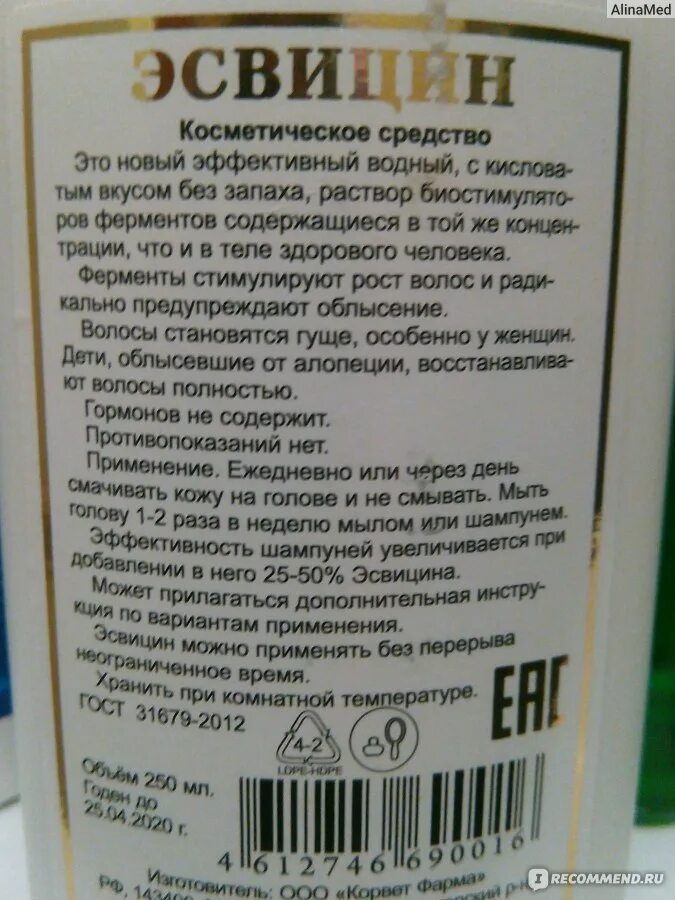 AlinaMed
ЭСВИЦИН
Косметическое средство
Это новый эффективный водный, с кислова-
тым вкусом без запаха, раствор биостимулято-
ров ферментов содержащиеся в той же концен-
трации, что и в теле здорового человека.
Ферменты стимулируют рост волос и ради-
кально предупреждают облысение.
Волосы становятся гуще, особенно у женщин.
Дети, облысевшие от алопеции, восстанавлива-
ют волосы полностью.
Гормонов не содержит.
Противопоказаний нет.
Применение. Ежедневно или через день
смачивать кожу на голове и не смывать. Мыть
голову 1-2 раза в неделю мылом или шампунем.
Эффективность шампуней увеличивается при
добавлении в него 25-50% Эсвицина.
Может прилагаться дополнительная инстру-
кция по вариантам применения.
Эсвицин можно применять без перерыва
неограниченное время.
Хранить при комнатной температуре.
ГОСТ 31679-2012
EAC
4-2
LDPE-HDPE
Объём 250 мл.
Годен до
25.04.2020 г.
4 612746 690016
Изготовитель: ООО «Корвет Фарма»
РФ,
IRECOMMEND.RU